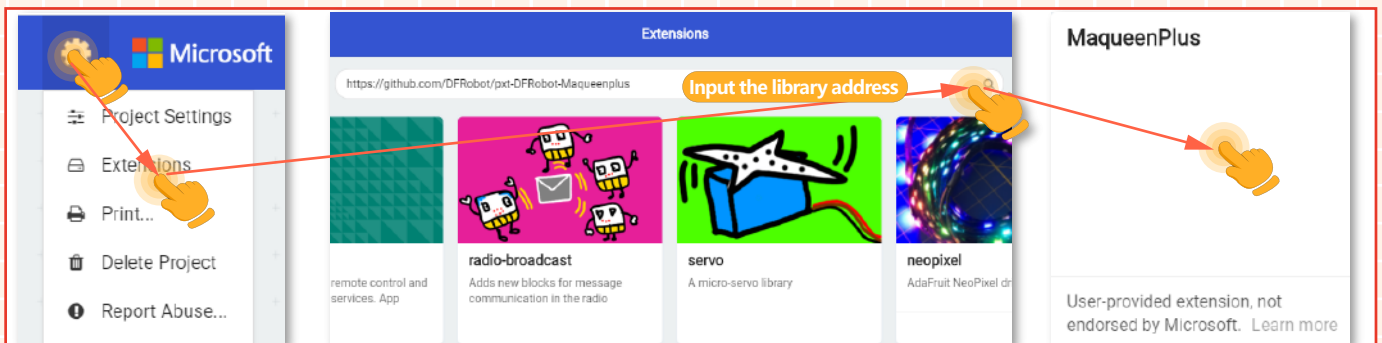 Microsoft
Project Settings
Extensions
Print...
Delete Project
Report Abuse...
Extensions
https://github.com/DFRobot/pxt-DFRobot-Maqueenplus
Input the library address
remote control and
services. App
radio-broadcast
Adds new blocks for message
communication in the radio
servo
A micro-servo library
neopixel
AdaFruit NeoPixel dr
MaqueenPlus
User-provided extension, not
endorsed by Microsoft. Learn more